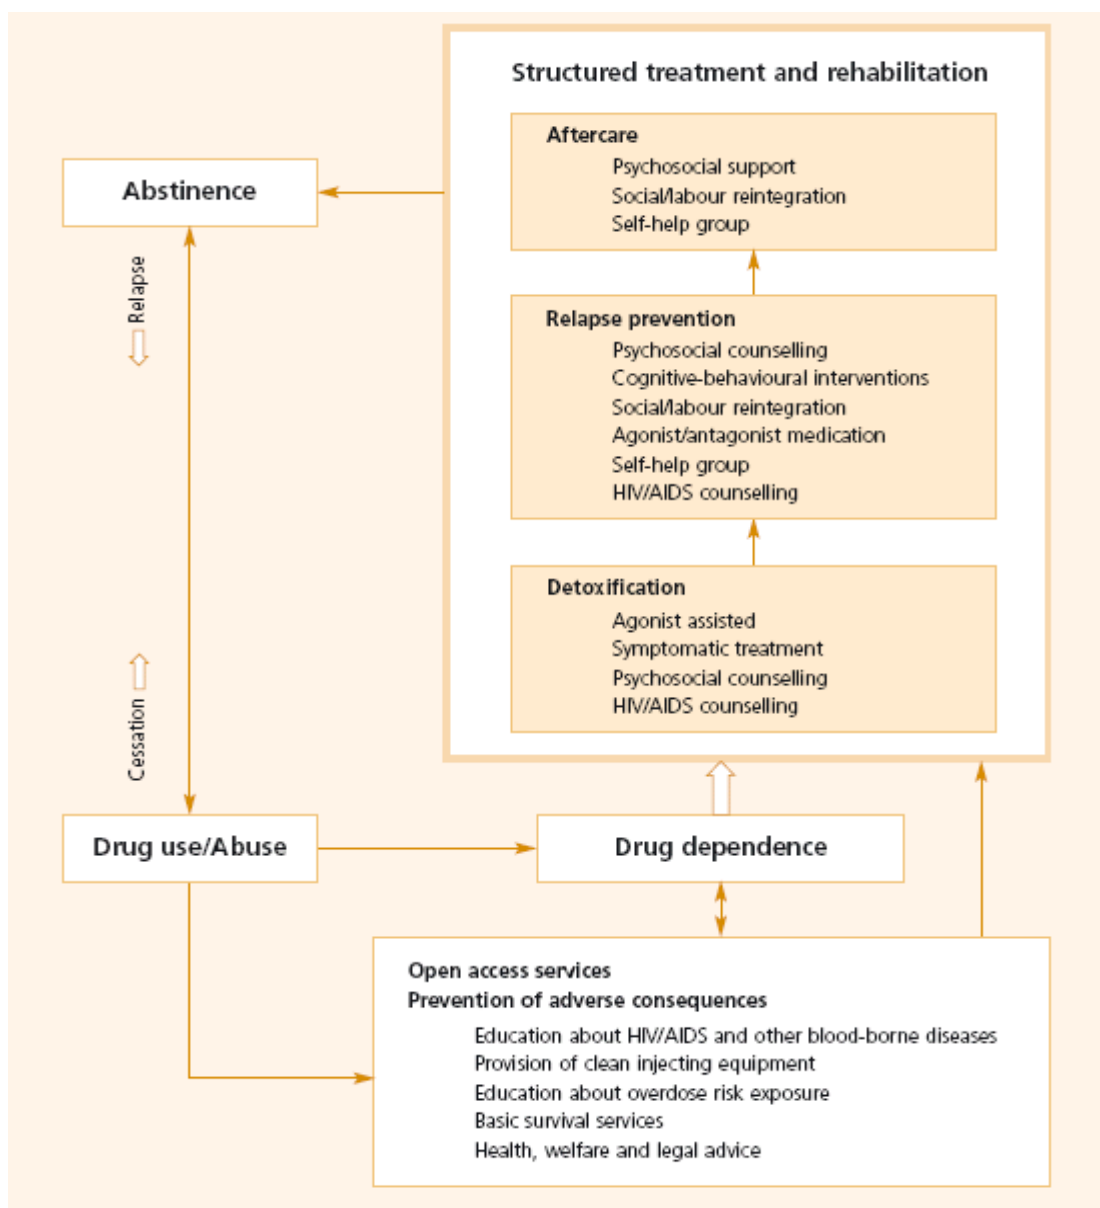 Structured treatment and rehabilitation
Aftercare
Psychosocial support
Social/labour reintegration
Self-help group
Abstinence
Relapse
Relapse prevention
Psychosocial counselling
Cognitive-behavioural interventions
Social/labour reintegration
Agonist/antagonist medication
Self-help group
HIV/AIDS counselling
Detoxification
Agonist assisted
Symptomatic treatment
Psychosocial counselling
HIV/AIDS counselling
Cessation
Drug use/Abuse
Drug dependence
Open access services
Prevention of adverse consequences
Education about HIV/AIDS and other blood-borne diseases
Provision of clean injecting equipment
Education about overdose risk exposure
Basic survival services
Health, welfare and legal advice